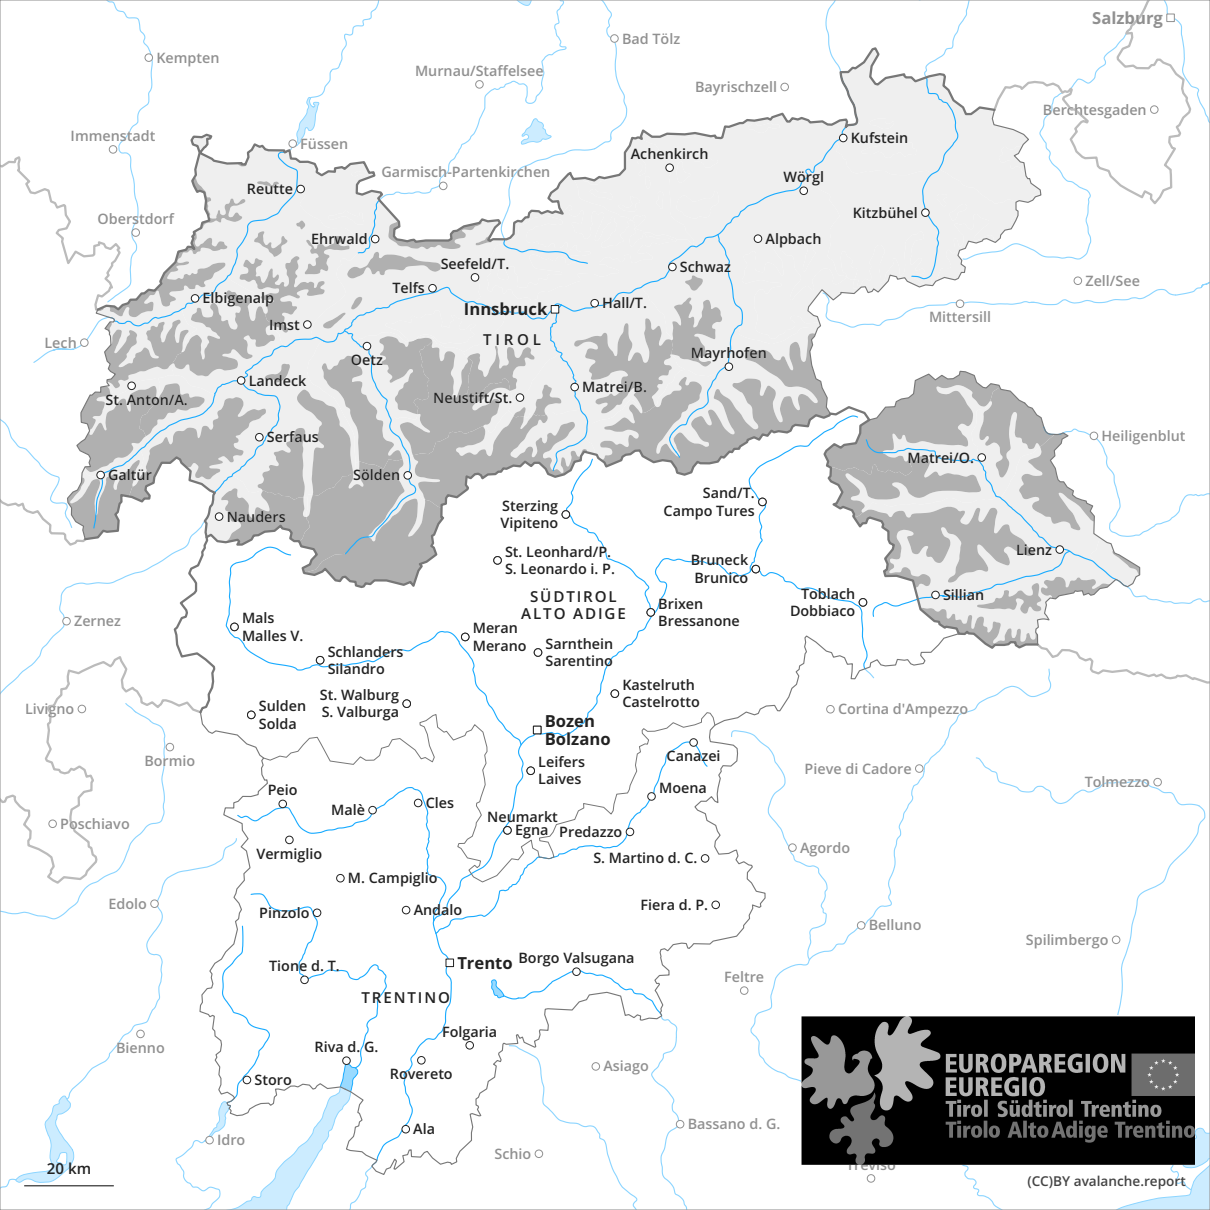 Salzburg
Bad Tölz
Kempten
Murnau/Staffelsee
Bayrischzell
Berchtesgaden
Immenstadt
Füssen
Kufstein
Achenkirch
Garmisch-Partenkirchen
Wörgl
Reutte
Oberstdorf
Kitzbühel
Ehrwald
Alpbach
Seefeld/T.
Schwaz
Zell/See
Telfs
Elbigenalp
Innsbruck
Hall/T.
Mittersill
Imst
TIROL
Lech
Oetz
Mayrhofen
Landeck
Matrei/B.
St. Anton/A.
Neustift/St.
Serfaus
Heiligenblut
Matrei/O.
Galtür
Sölden
Sand/T.
Campo Tures
Sterzing
Vipiteno
Nauders
St. Leonhard/P.
S. Leonardo i. P.
Lienz
Bruneck
Brunico
SÜDTIROL
ALTO ADIGE
Toblach
Dobbiaco
Sillian
Brixen
Bressanone
Zernez
Mals
Malles V.
Meran
Merano
Sarnthein
Sarentino
Schlanders
Silandro
Kastelruth
Castelrotto
St. Walburg
S. Valburga
Livigno
Sulden
Solda
Cortina d'Ampezzo
Bozen
Bolzano
Bormio
Canazei
Leifers
Laives
Pieve di Cadore
Tolmezzo
Peio
Moena
Malè
Cles
Poschiavo
Neumarkt
Egna
Predazzo
Vermiglio
S. Martino d. C.
Agordo
M. Campiglio
Edolo
Pinzolo
Andalo
Fiera d. P.
Belluno
Spilimbergo
Trento
Borgo Valsugana
Tione d. T.
Feltre
TRENTINO
Folgaria
Bienno
Riva d. G.
Rovereto
Asiago
Storo
EUROPAREGION
EUREGIO
Tirol Südtirol Trentino
Tirolo Alto Adige Trentino
Ala
Bassano d. G.
Idro
Schio
Treviso
20 km
(CC)BY avalanche.report